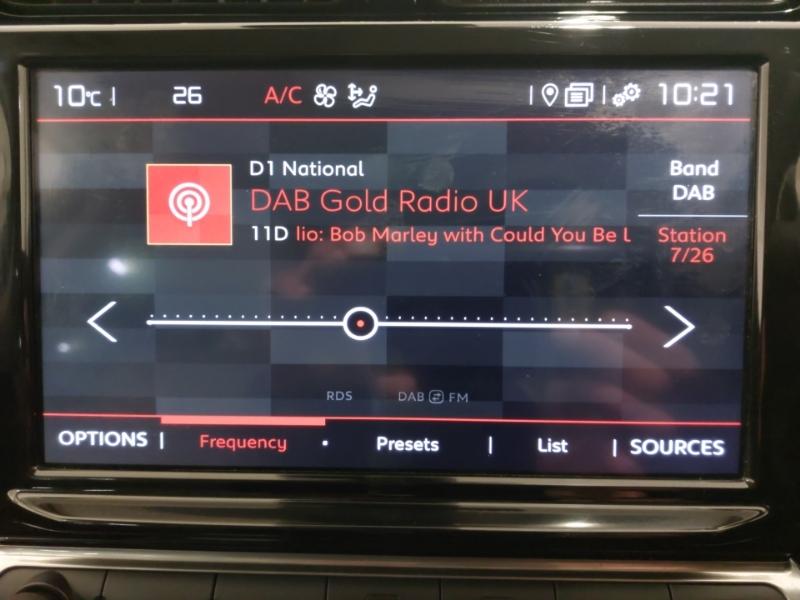 10°C 26 A/C 10:21
D1 National
DAB Gold Radio UK
11D lio: Bob Marley with Could You Be L
Band
DAB
Station
7/26
RDS DAB FM
OPTIONS Frequency Presets List SOURCES